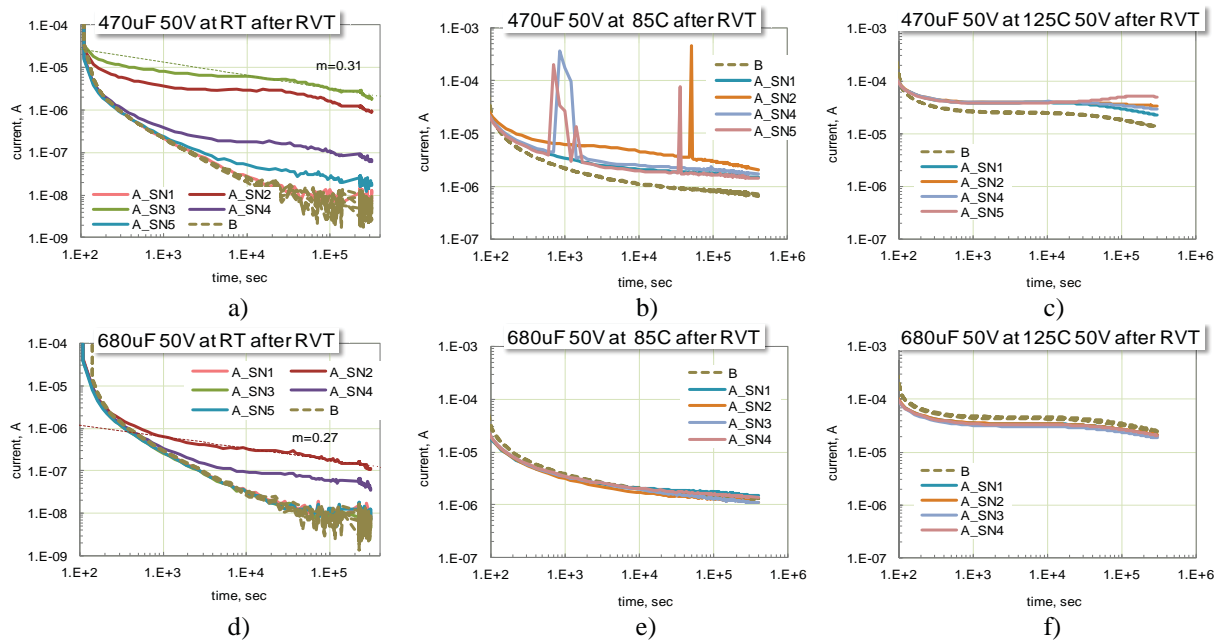 470uF 50V at RT after RVT
1.E-04
1.E-05
1.E-06
1.E-07
1.E-08
1.E-09
current, A
m=0.31
A_SN1 A_SN2
A_SN3 A_SN4
A_SN5 B
1.E+2 1.E+3 1.E+4 1.E+5
time, sec
a)
470uF 50V at 85C after RVT
1.E-03
1.E-04
1.E-05
1.E-06
1.E-07
current, A
B
A_SN1
A_SN2
A_SN4
A_SN5
1.E+2 1.E+3 1.E+4 1.E+5 1.E+6
time, sec
b)
470uF 50V at 125C 50V after RVT
1.E-03
1.E-04
1.E-05
1.E-06
1.E-07
current, A
B
A_SN1
A_SN2
A_SN4
A_SN5
1.E+2 1.E+3 1.E+4 1.E+5 1.E+6
time, sec
c)
680uF 50V at RT after RVT
1.E-04
1.E-05
1.E-06
1.E-07
1.E-08
1.E-09
current, A
A_SN1 A_SN2
A_SN3 A_SN4
A_SN5 B
m=0.27
1.E+2 1.E+3 1.E+4 1.E+5
time, sec
d)
680uF 50V at 85C after RVT
1.E-03
1.E-04
1.E-05
1.E-06
1.E-07
current, A
B
A_SN1
A_SN2
A_SN3
A_SN4
1.E+2 1.E+3 1.E+4 1.E+5 1.E+6
time, sec
e)
680uF 50V at 125C 50V after RVT
1.E-03
1.E-04
1.E-05
1.E-06
1.E-07
current, A
B
A_SN1
A_SN2
A_SN3
A_SN4
1.E+2 1.E+3 1.E+4 1.E+5 1.E+6
time, sec
f)